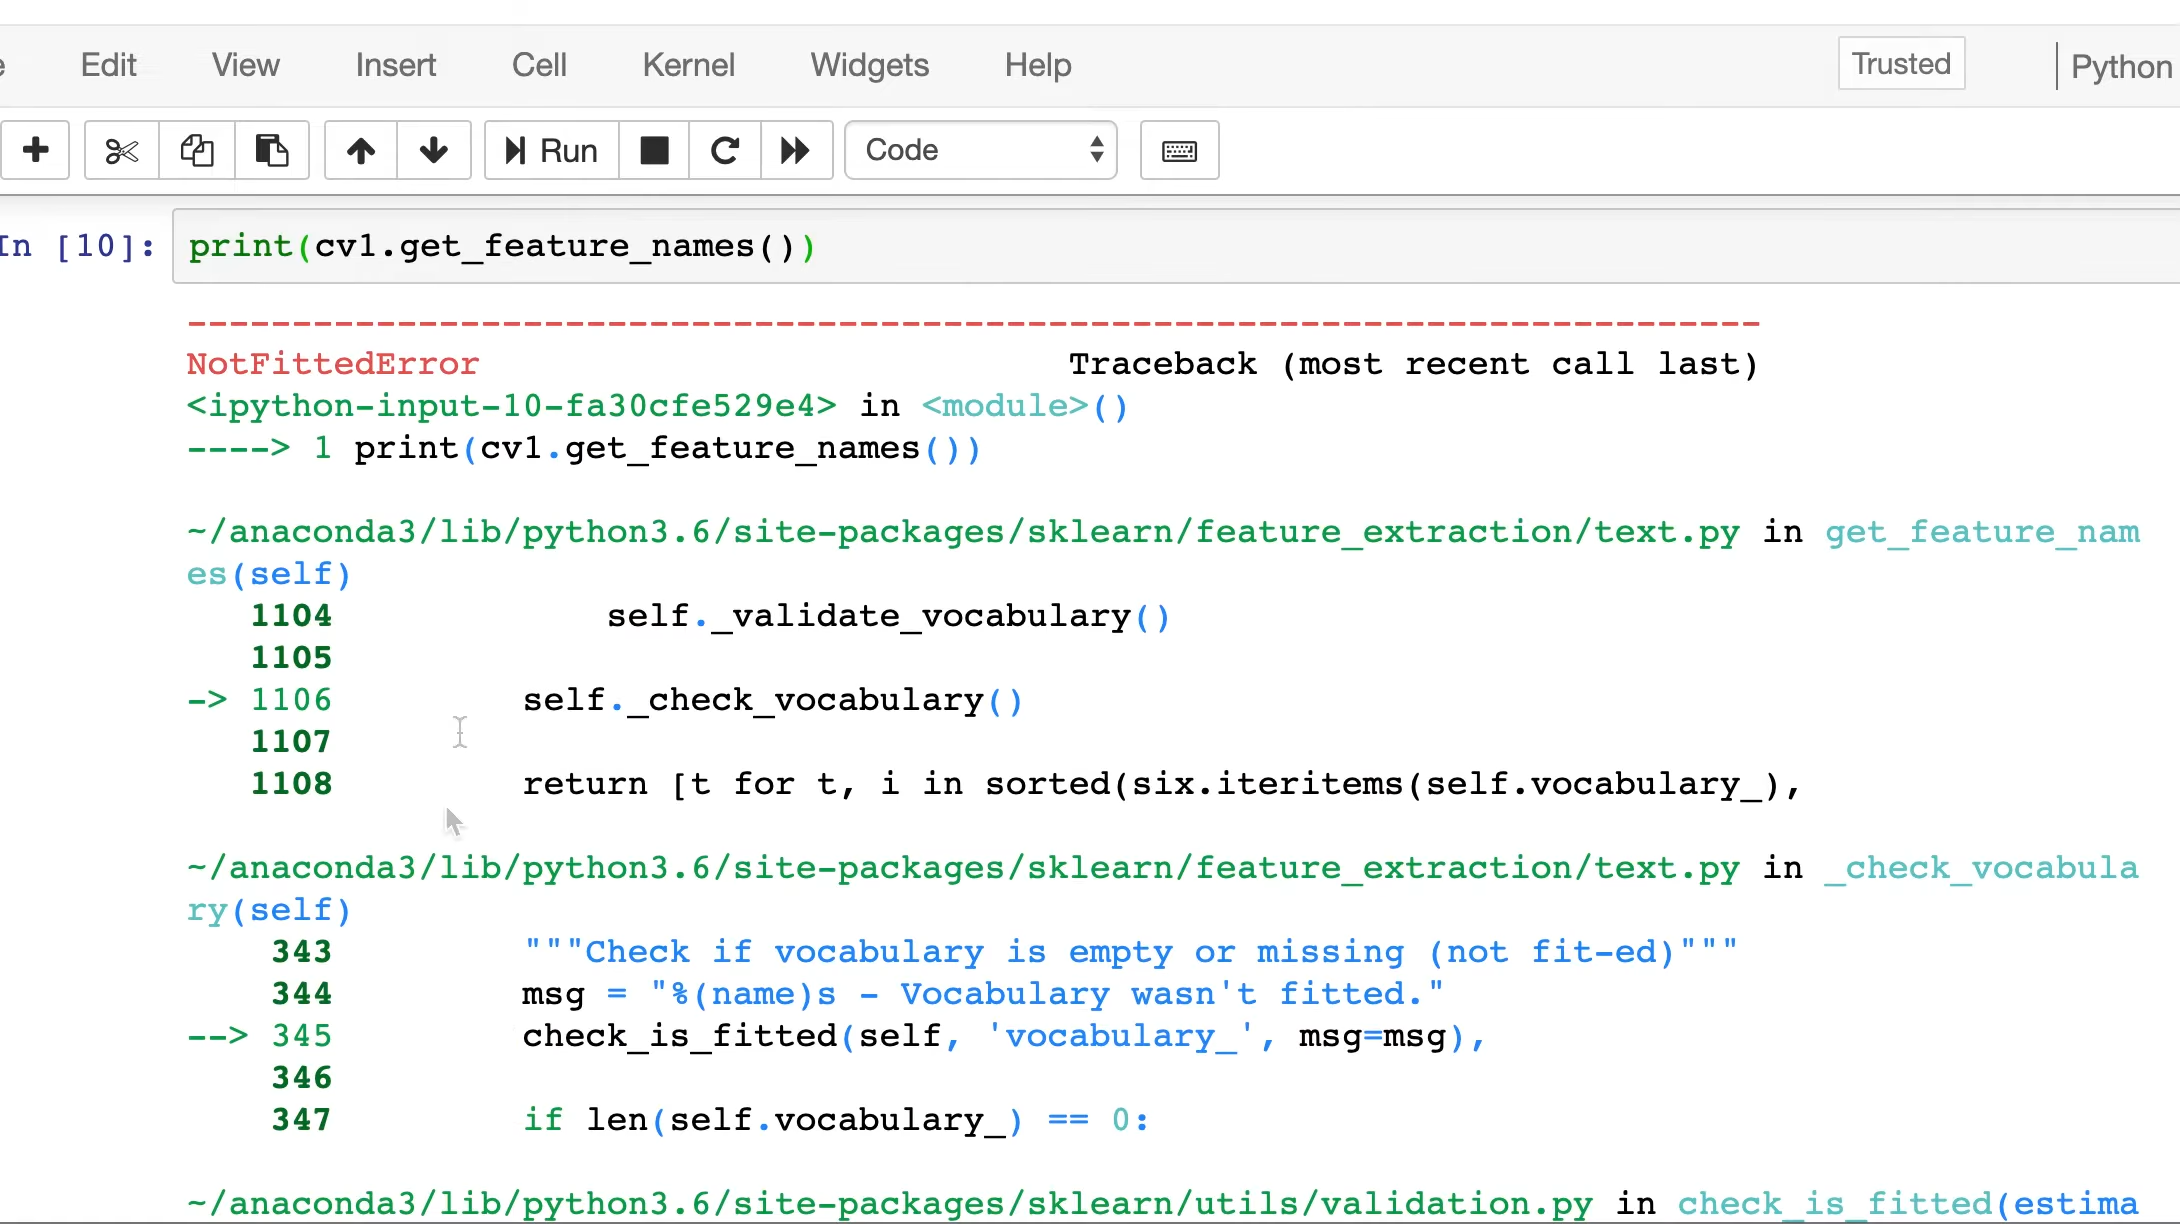 Edit View Insert Cell Kernel Widgets Help Trusted Python
Run Code
In [10]: print(cv1.get_feature_names())
---------------------------------------------------------------------------
NotFittedError Traceback (most recent call last)
<ipython-input-10-fa30cfe529e4> in <module>()
----> 1 print(cv1.get_feature_names())
~/anaconda3/lib/python3.6/site-packages/sklearn/feature_extraction/text.py in get_feature_nam
es(self)
1104 self._validate_vocabulary()
1105
-> 1106 self._check_vocabulary()
1107
1108 return [t for t, i in sorted(six.iteritems(self.vocabulary_),
~/anaconda3/lib/python3.6/site-packages/sklearn/feature_extraction/text.py in _check_vocabula
ry(self)
343 """Check if vocabulary is empty or missing (not fit-ed)"""
344 msg = "%(name)s - Vocabulary wasn't fitted."
--> 345 check_is_fitted(self, 'vocabulary_', msg=msg),
346
347 if len(self.vocabulary_) == 0:
~/anaconda3/lib/python3.6/site-packages/sklearn/utils/validation.py in check_is_fitted(estima